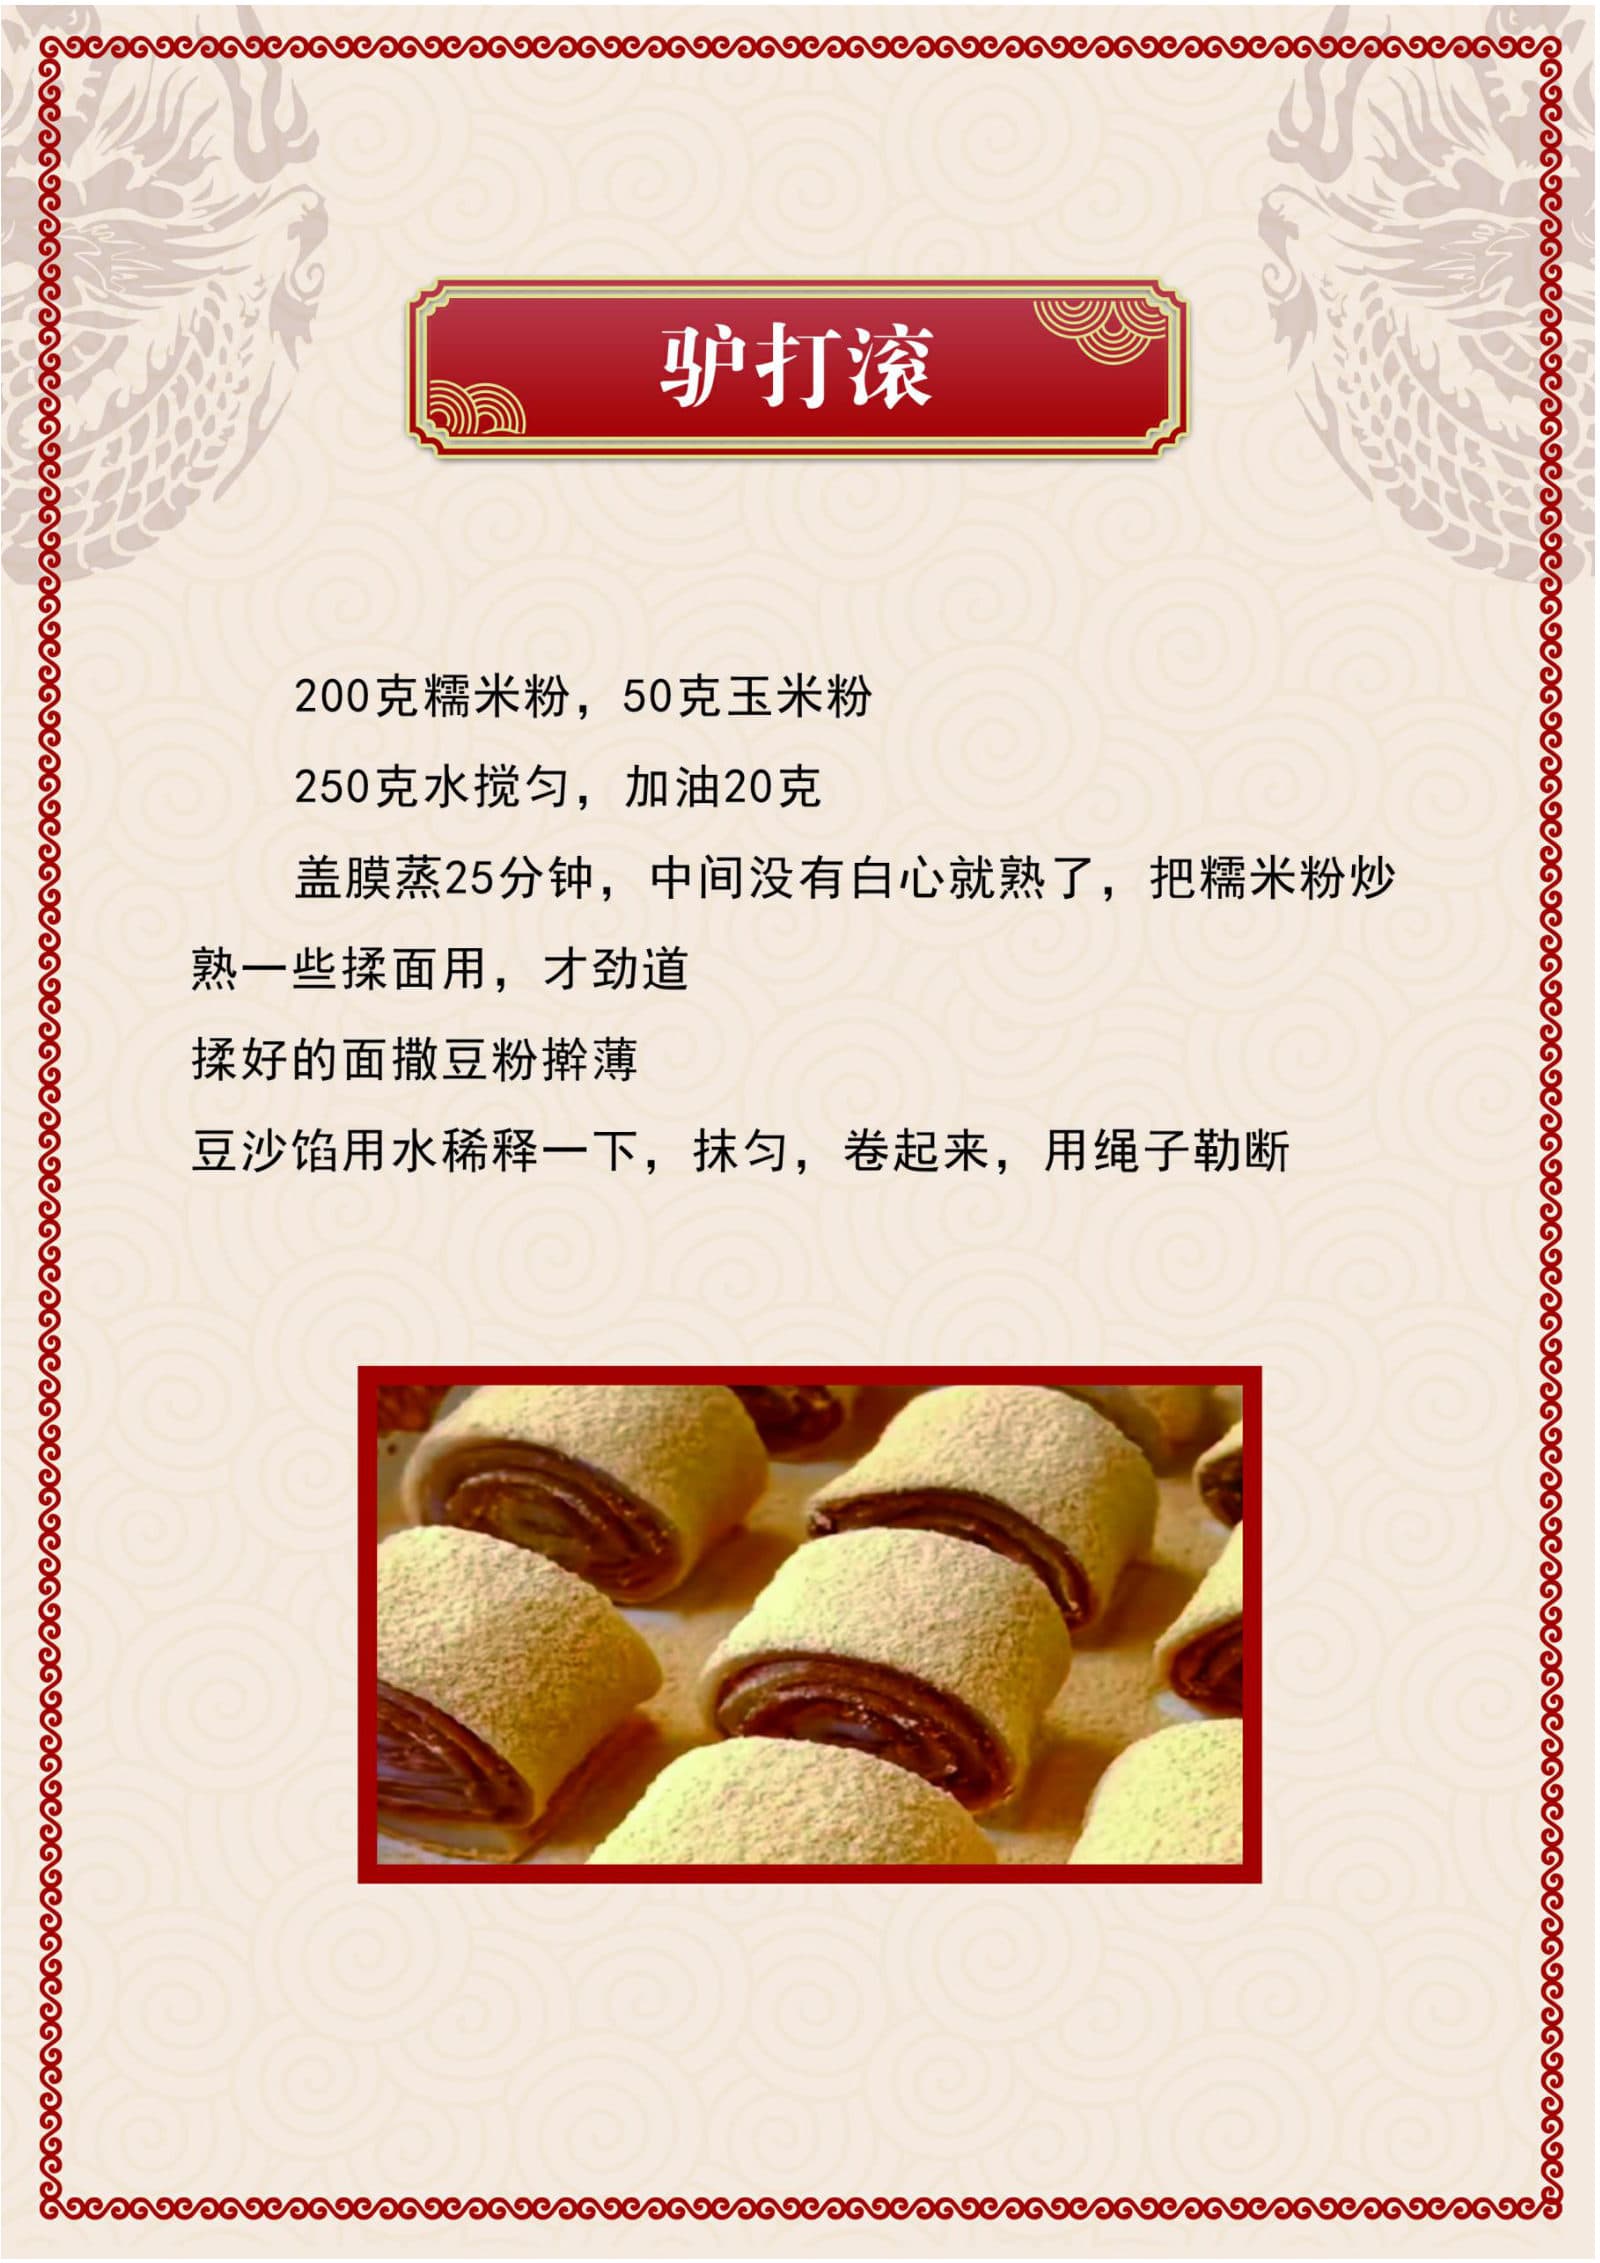 驴打滚
200克糯米粉，50克玉米粉
250克水搅匀，加油20克
盖膜蒸25分钟，中间没有白心就熟了，把糯米粉炒
熟一些揉面用，才劲道
揉好的面撒豆粉擀薄
豆沙馅用水稀释一下，抹匀，卷起来，用绳子勒断